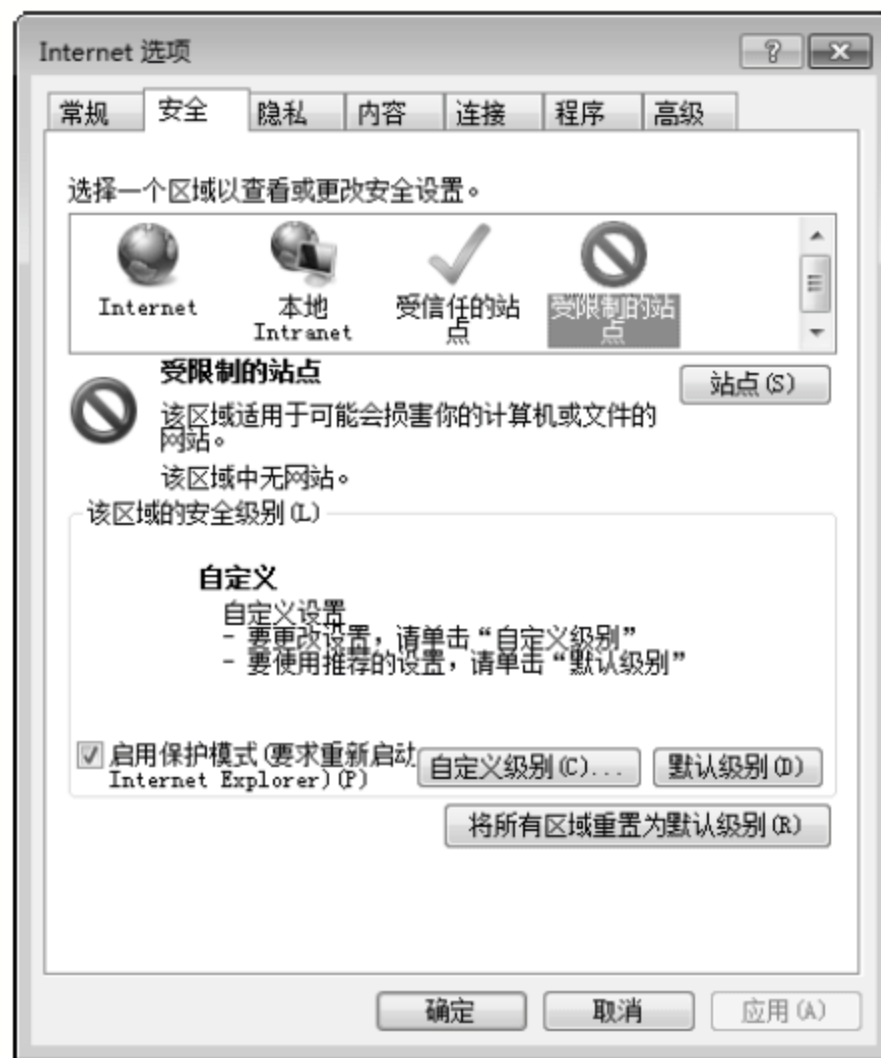 Internet 选项
常规 安全 隐私 内容 连接 程序 高级
选择一个区域以查看或更改安全设置。
Internet
本地
Intranet
受信任的站
点
受限制的站
点
受限制的站点
站点(S)
该区域适用于可能会损害你的计算机或文件的
网站。
该区域中无网站。
该区域的安全级别(L)
自定义
自定义设置
- 要更改设置，请单击“自定义级别”
- 要使用推荐的设置，请单击“默认级别”
启用保护模式(要求重新启动
Internet Explorer)(P)
自定义级别(C)...
默认级别(D)
将所有区域重置为默认级别(R)
确定 取消 应用(A)